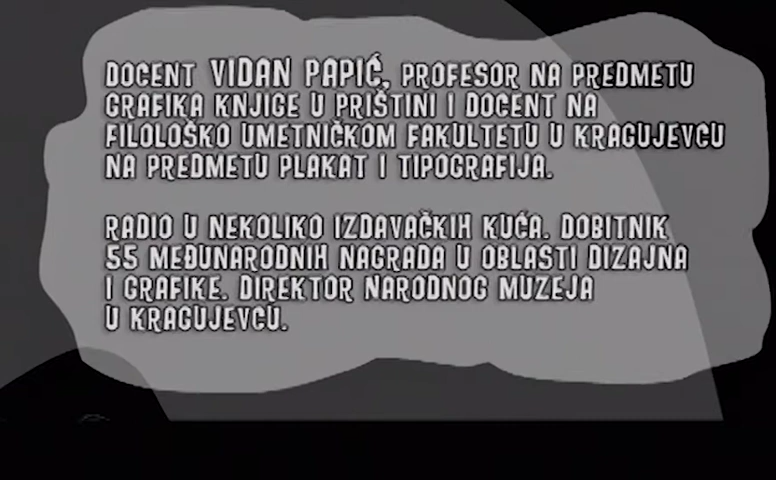 DOCENT VIDAN PAPIĆ, PROFESOR NA PREDMETU
GRAFIKA KNJIGE U PRIŠTINI I DOCENT NA
FILOLOŠKO UMETNIČKOM FAKULTETU U KRAGUJEVCU
NA PREDMETU PLAKAT I TIPOGRAFIJA.
RADIO U NEKOLIKO IZDAVAČKIH KUĆA. DOBITNIK
55 MEĐUNARODNIH NAGRADA U OBLASTI DIZAJNA
I GRAFIKE. DIREKTOR NARODNOG MUZEJA
U KRAGUJEVCU.